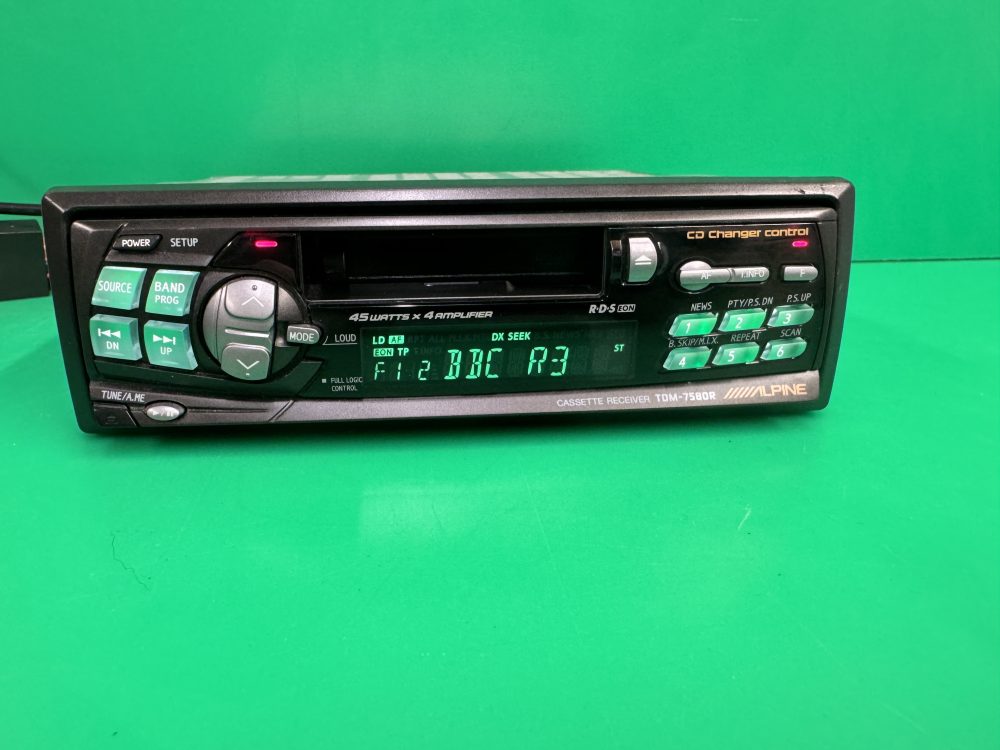 POWER SETUP
CD Changer control
SOURCE
BAND
PROG
DN
UP
MODE
LOUD
45 WATTS × 4 AMPLIFIER
R·D·S EON
AF T.INFO F
NEWS PTY/P.S. DN P.S. UP
1 2 3
B.SKIP/M.I.X. REPEAT SCAN
4 5 6
LD AF DX SEEK ST
EON TP
F1 2 BBC R3
FULL LOGIC
CONTROL
TUNE/A.ME
CASSETTE RECEIVER TDM-7580R ALPINE